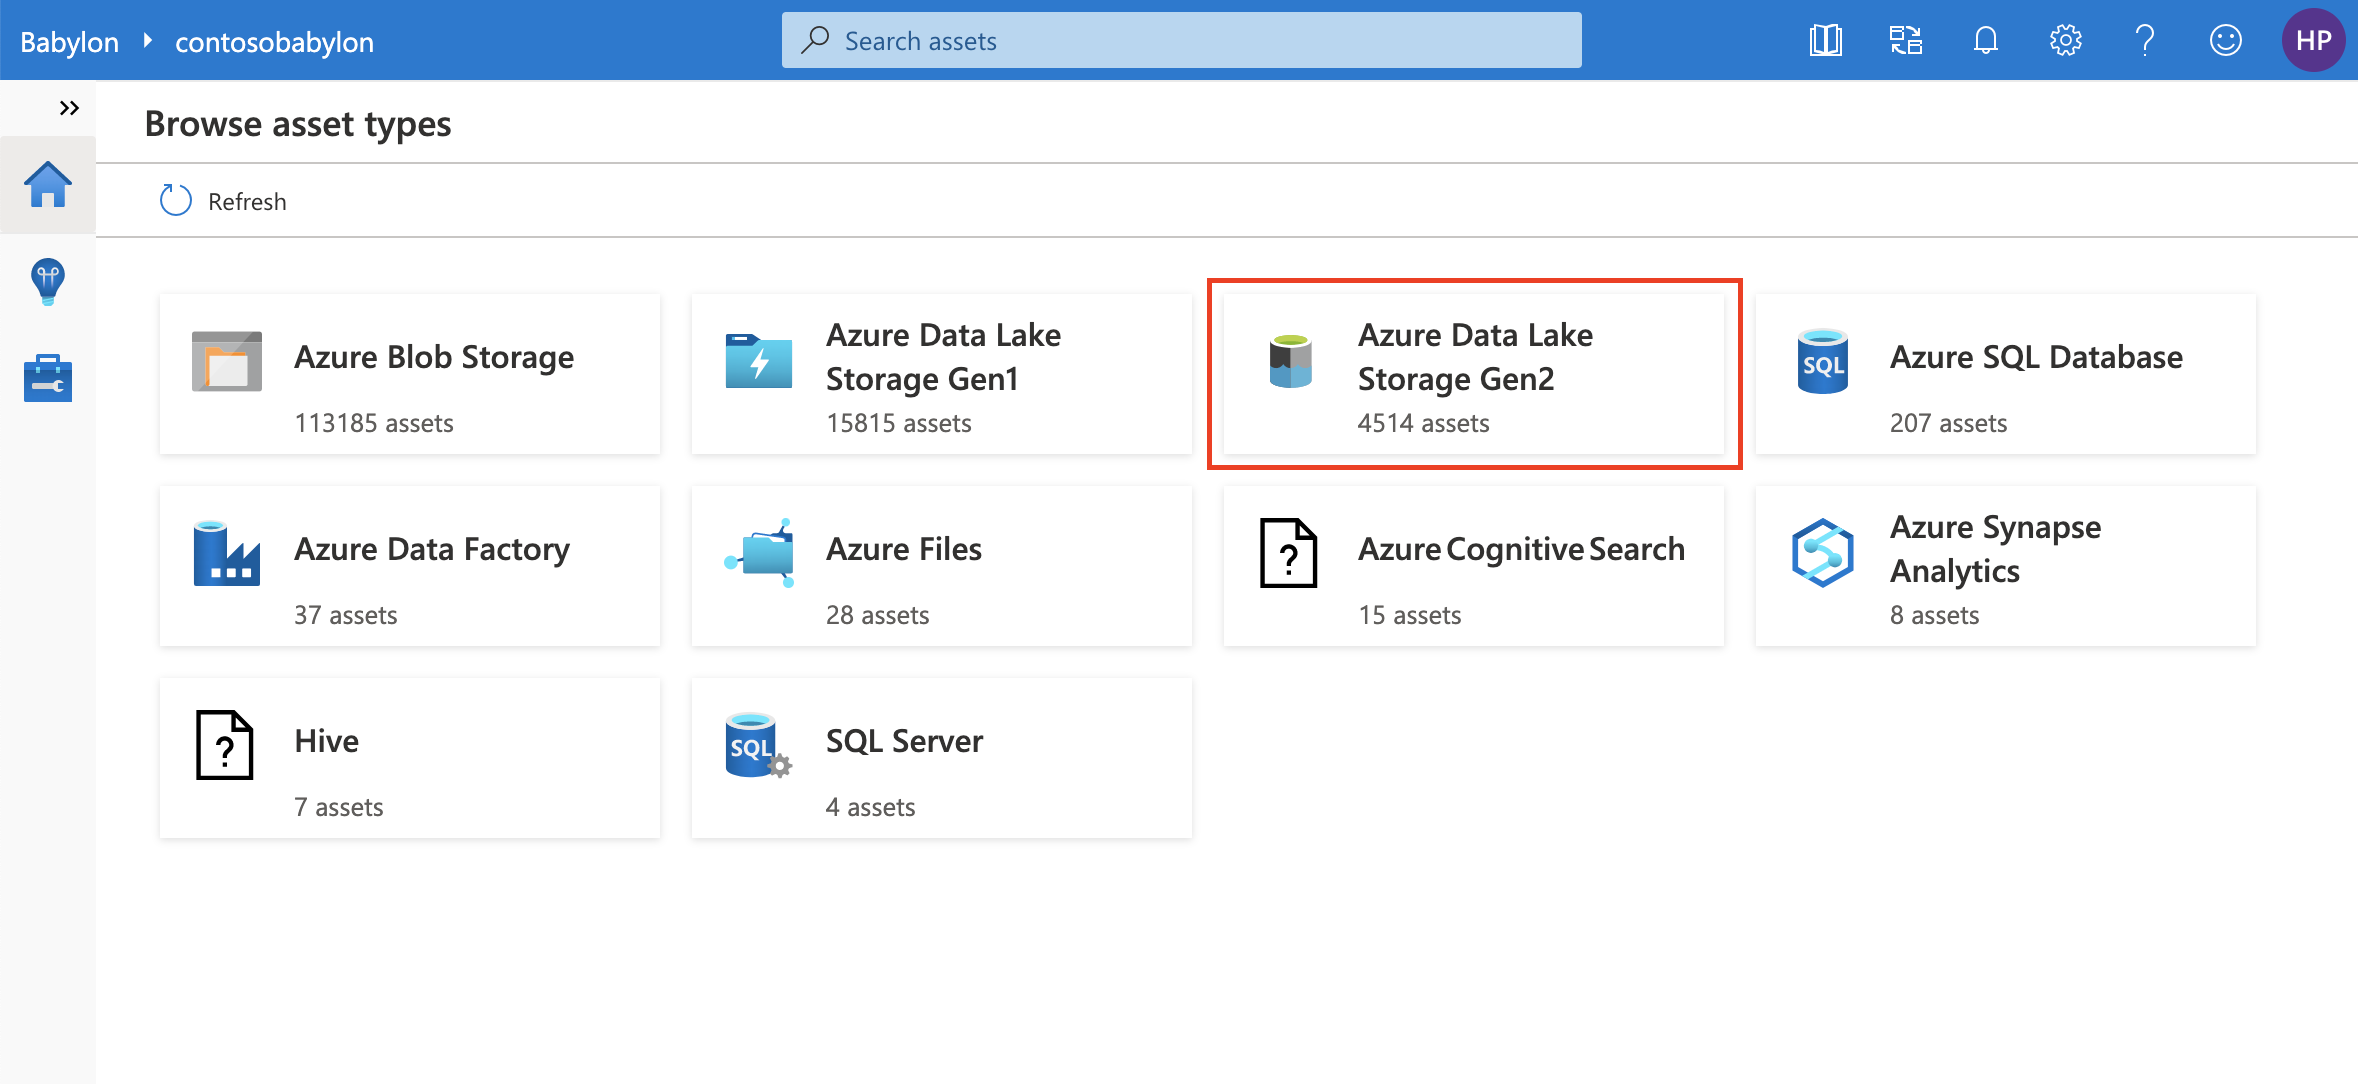 Babylon contosobabylon
Search assets
HP
Browse asset types
Refresh
Azure Blob Storage
113185 assets
Azure Data Lake
Storage Gen1
15815 assets
Azure Data Lake
Storage Gen2
4514 assets
SQL
Azure SQL Database
207 assets
Azure Data Factory
37 assets
Azure Files
28 assets
?
Azure Cognitive Search
15 assets
Azure Synapse
Analytics
8 assets
?
Hive
7 assets
SQL
SQL Server
4 assets